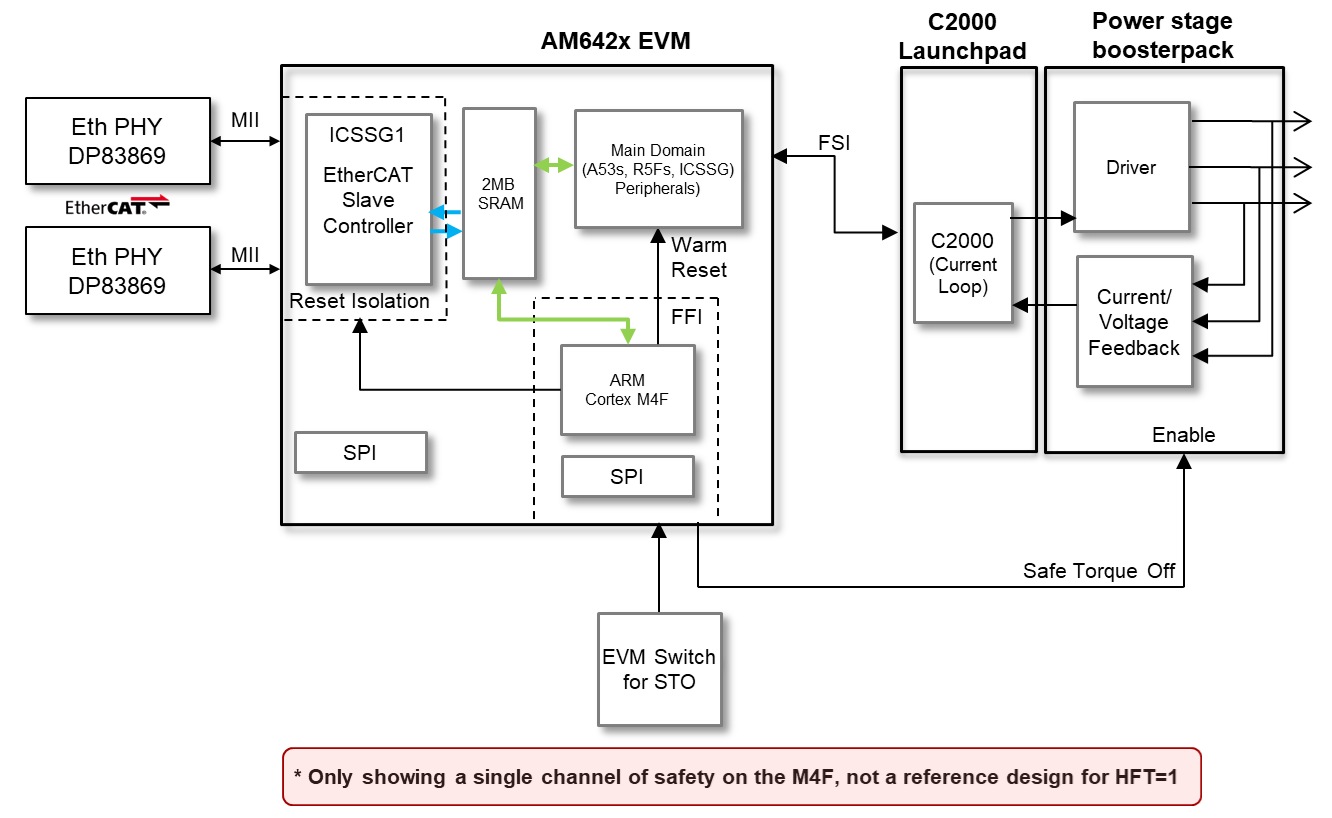 AM642x EVM
C2000
Launchpad
Power stage
boosterpack
Eth PHY
DP83869
MII
EtherCAT®
Eth PHY
DP83869
MII
ICSSG1
EtherCAT
Slave
Controller
Reset Isolation
2MB
SRAM
Main Domain
(A53s, R5Fs, ICSSG)
Peripherals)
Warm
Reset
FFI
ARM
Cortex M4F
SPI
SPI
FSI
C2000
(Current
Loop)
Driver
Current/
Voltage
Feedback
Enable
Safe Torque Off
EVM Switch
for STO
* Only showing a single channel of safety on the M4F, not a reference design for HFT=1